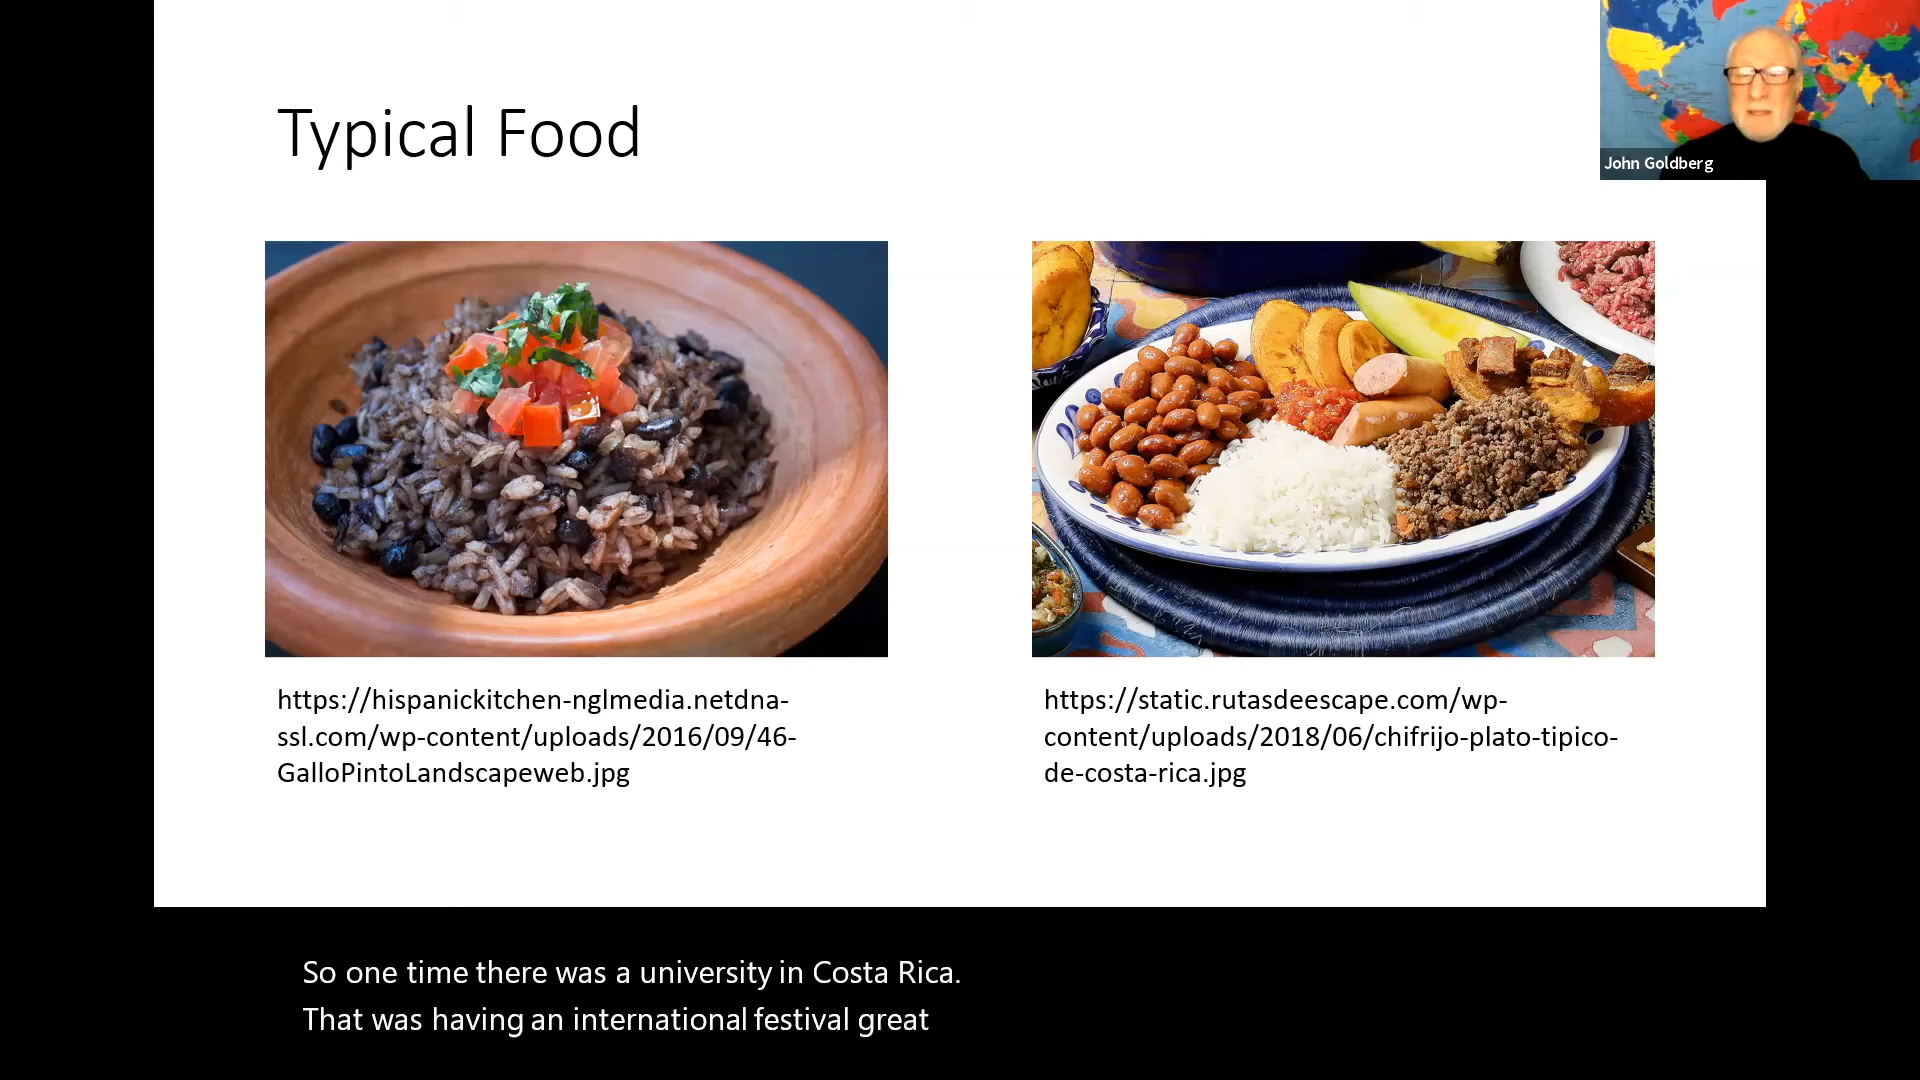 Typical Food
John Goldberg
https://hispanickitchen-nglmedia.netdna-
ssl.com/wp-content/uploads/2016/09/46-
GalloPintoLandscapeweb.jpg
https://static.rutasdeescape.com/wp-
content/uploads/2018/06/chifrijo-plato-tipico-
de-costa-rica.jpg
So one time there was a university in Costa Rica.
That was having an international festival great